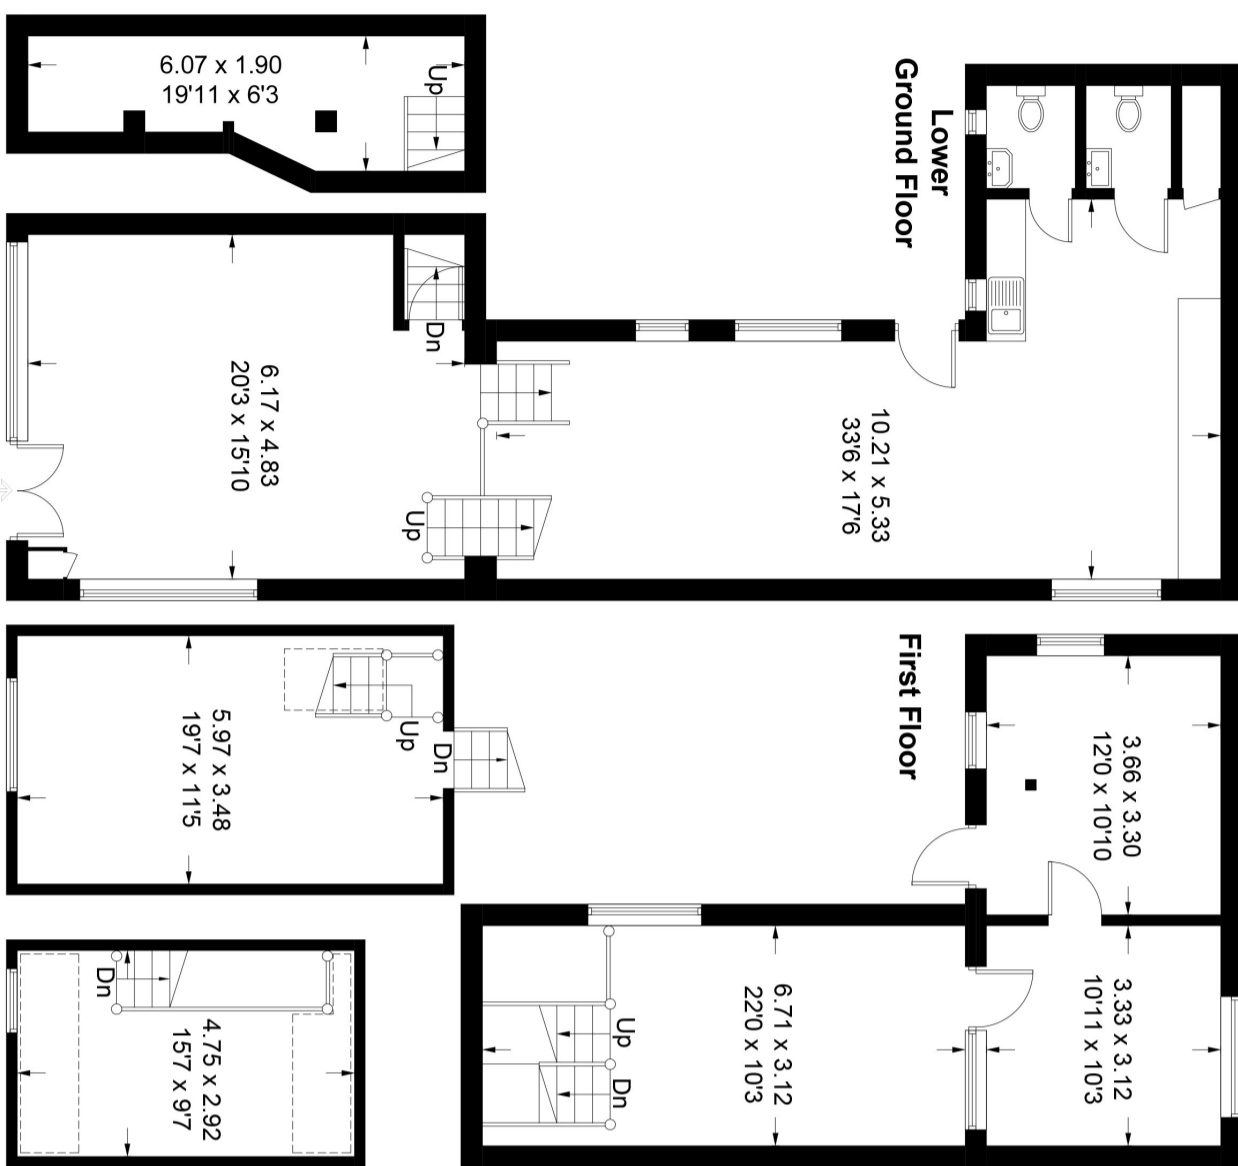 6.07 x 1.90
19'11 x 6'3
Up
Lower
Ground Floor
Dn
6.17 x 4.83
20'3 x 15'10
Up
10.21 x 5.33
33'6 x 17'6
First Floor
5.97 x 3.48
19'7 x 11'5
Up
Dn
3.66 x 3.30
12'0 x 10'10
3.33 x 3.12
10'11 x 10'3
6.71 x 3.12
22'0 x 10'3
Up
Dn
Dn
4.75 x 2.92
15'7 x 9'7